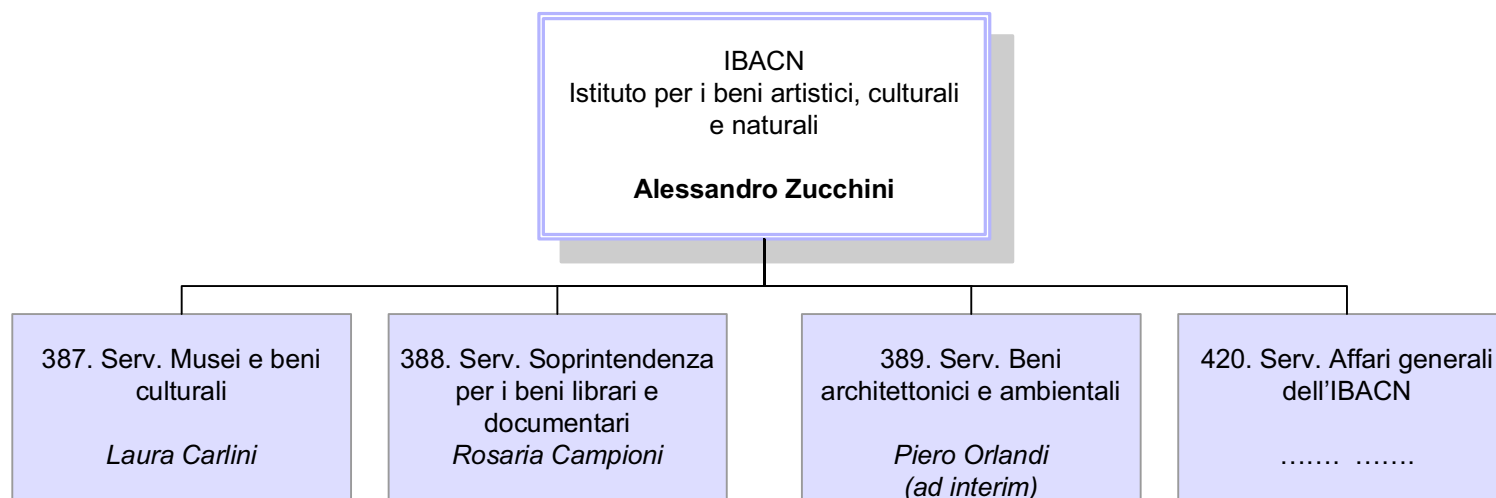 IBACN
Istituto per i beni artistici, culturali
e naturali
Alessandro Zucchini
387. Serv. Musei e beni
culturali
Laura Carlini
388. Serv. Soprintendenza
per i beni librari e
documentari
Rosaria Campioni
389. Serv. Beni
architettonici e ambientali
Piero Orlandi
(ad interim)
420. Serv. Affari generali
dell’IBACN
……. …….